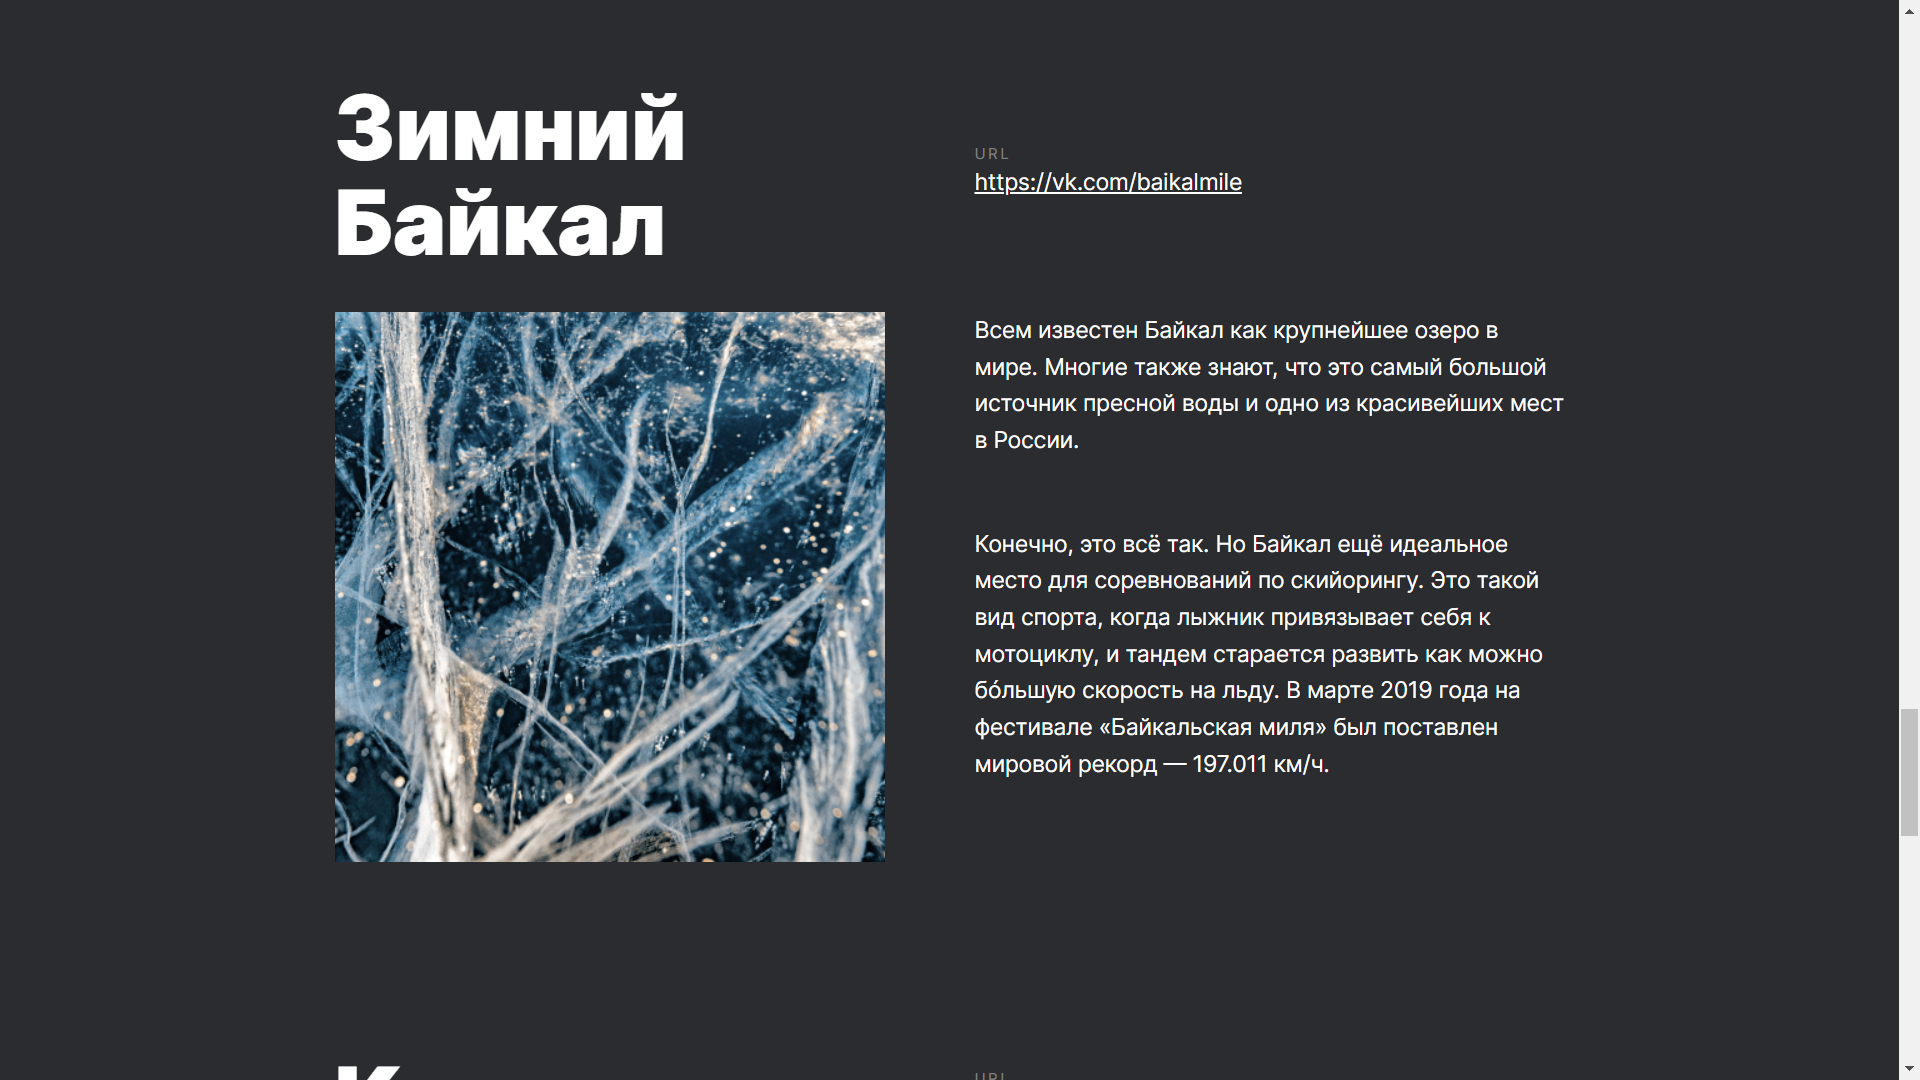 Зимний
Байкал
URL
https://vk.com/baikalmile
Всем известен Байкал как крупнейшее озеро в
мире. Многие также знают, что это самый большой
источник пресной воды и одно из красивейших мест
в России.
Конечно, это всё так. Но Байкал ещё идеальное
место для соревнований по скийорингу. Это такой
вид спорта, когда лыжник привязывает себя к
мотоциклу, и тандем старается развить как можно
бо́льшую скорость на льду. В марте 2019 года на
фестивале «Байкальская миля» был поставлен
мировой рекорд — 197.011 км/ч.
URL